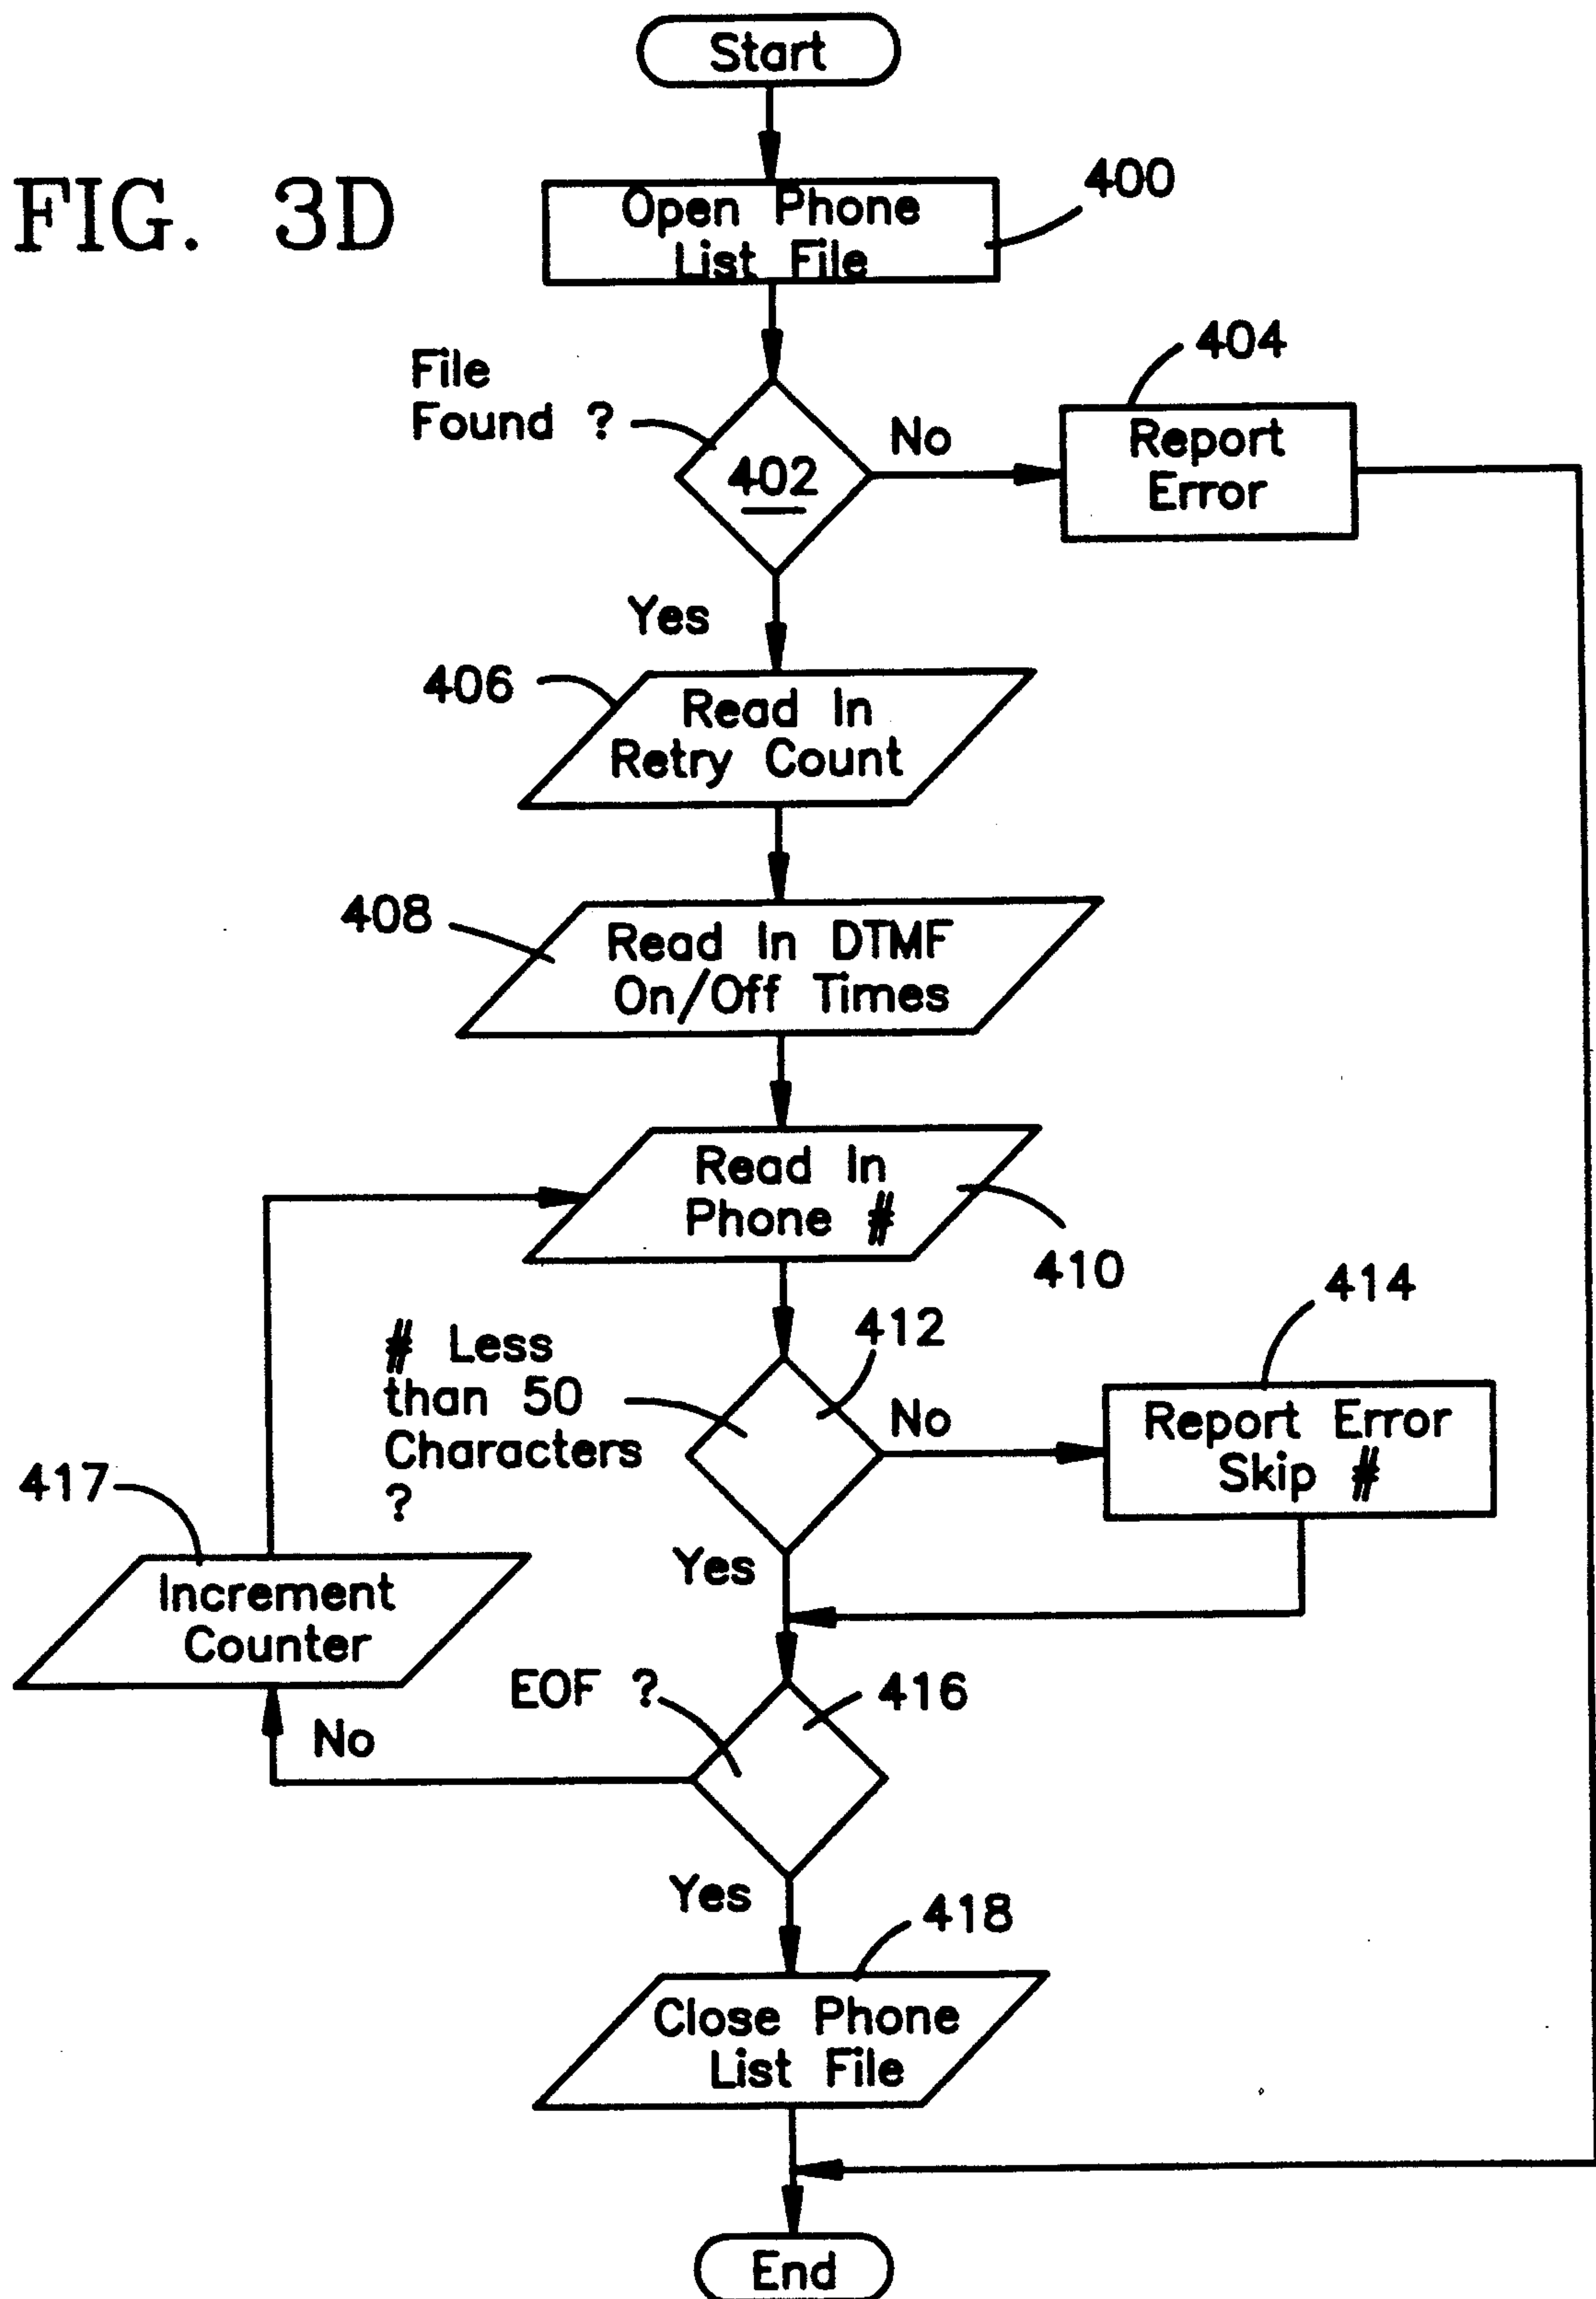 Start
FIG. 3D
400
Open Phone
List File
404
File
Found ?
402
No
Report
Error
Yes
406
Read In
Retry Count
408
Read In DTMF
On/Off Times
Read In
Phone #
410
414
412
# Less
than 50
Characters
?
No
Report Error
Skip #
417
Yes
Increment
Counter
EOF ?
416
No
Yes
418
Close Phone
List File
End